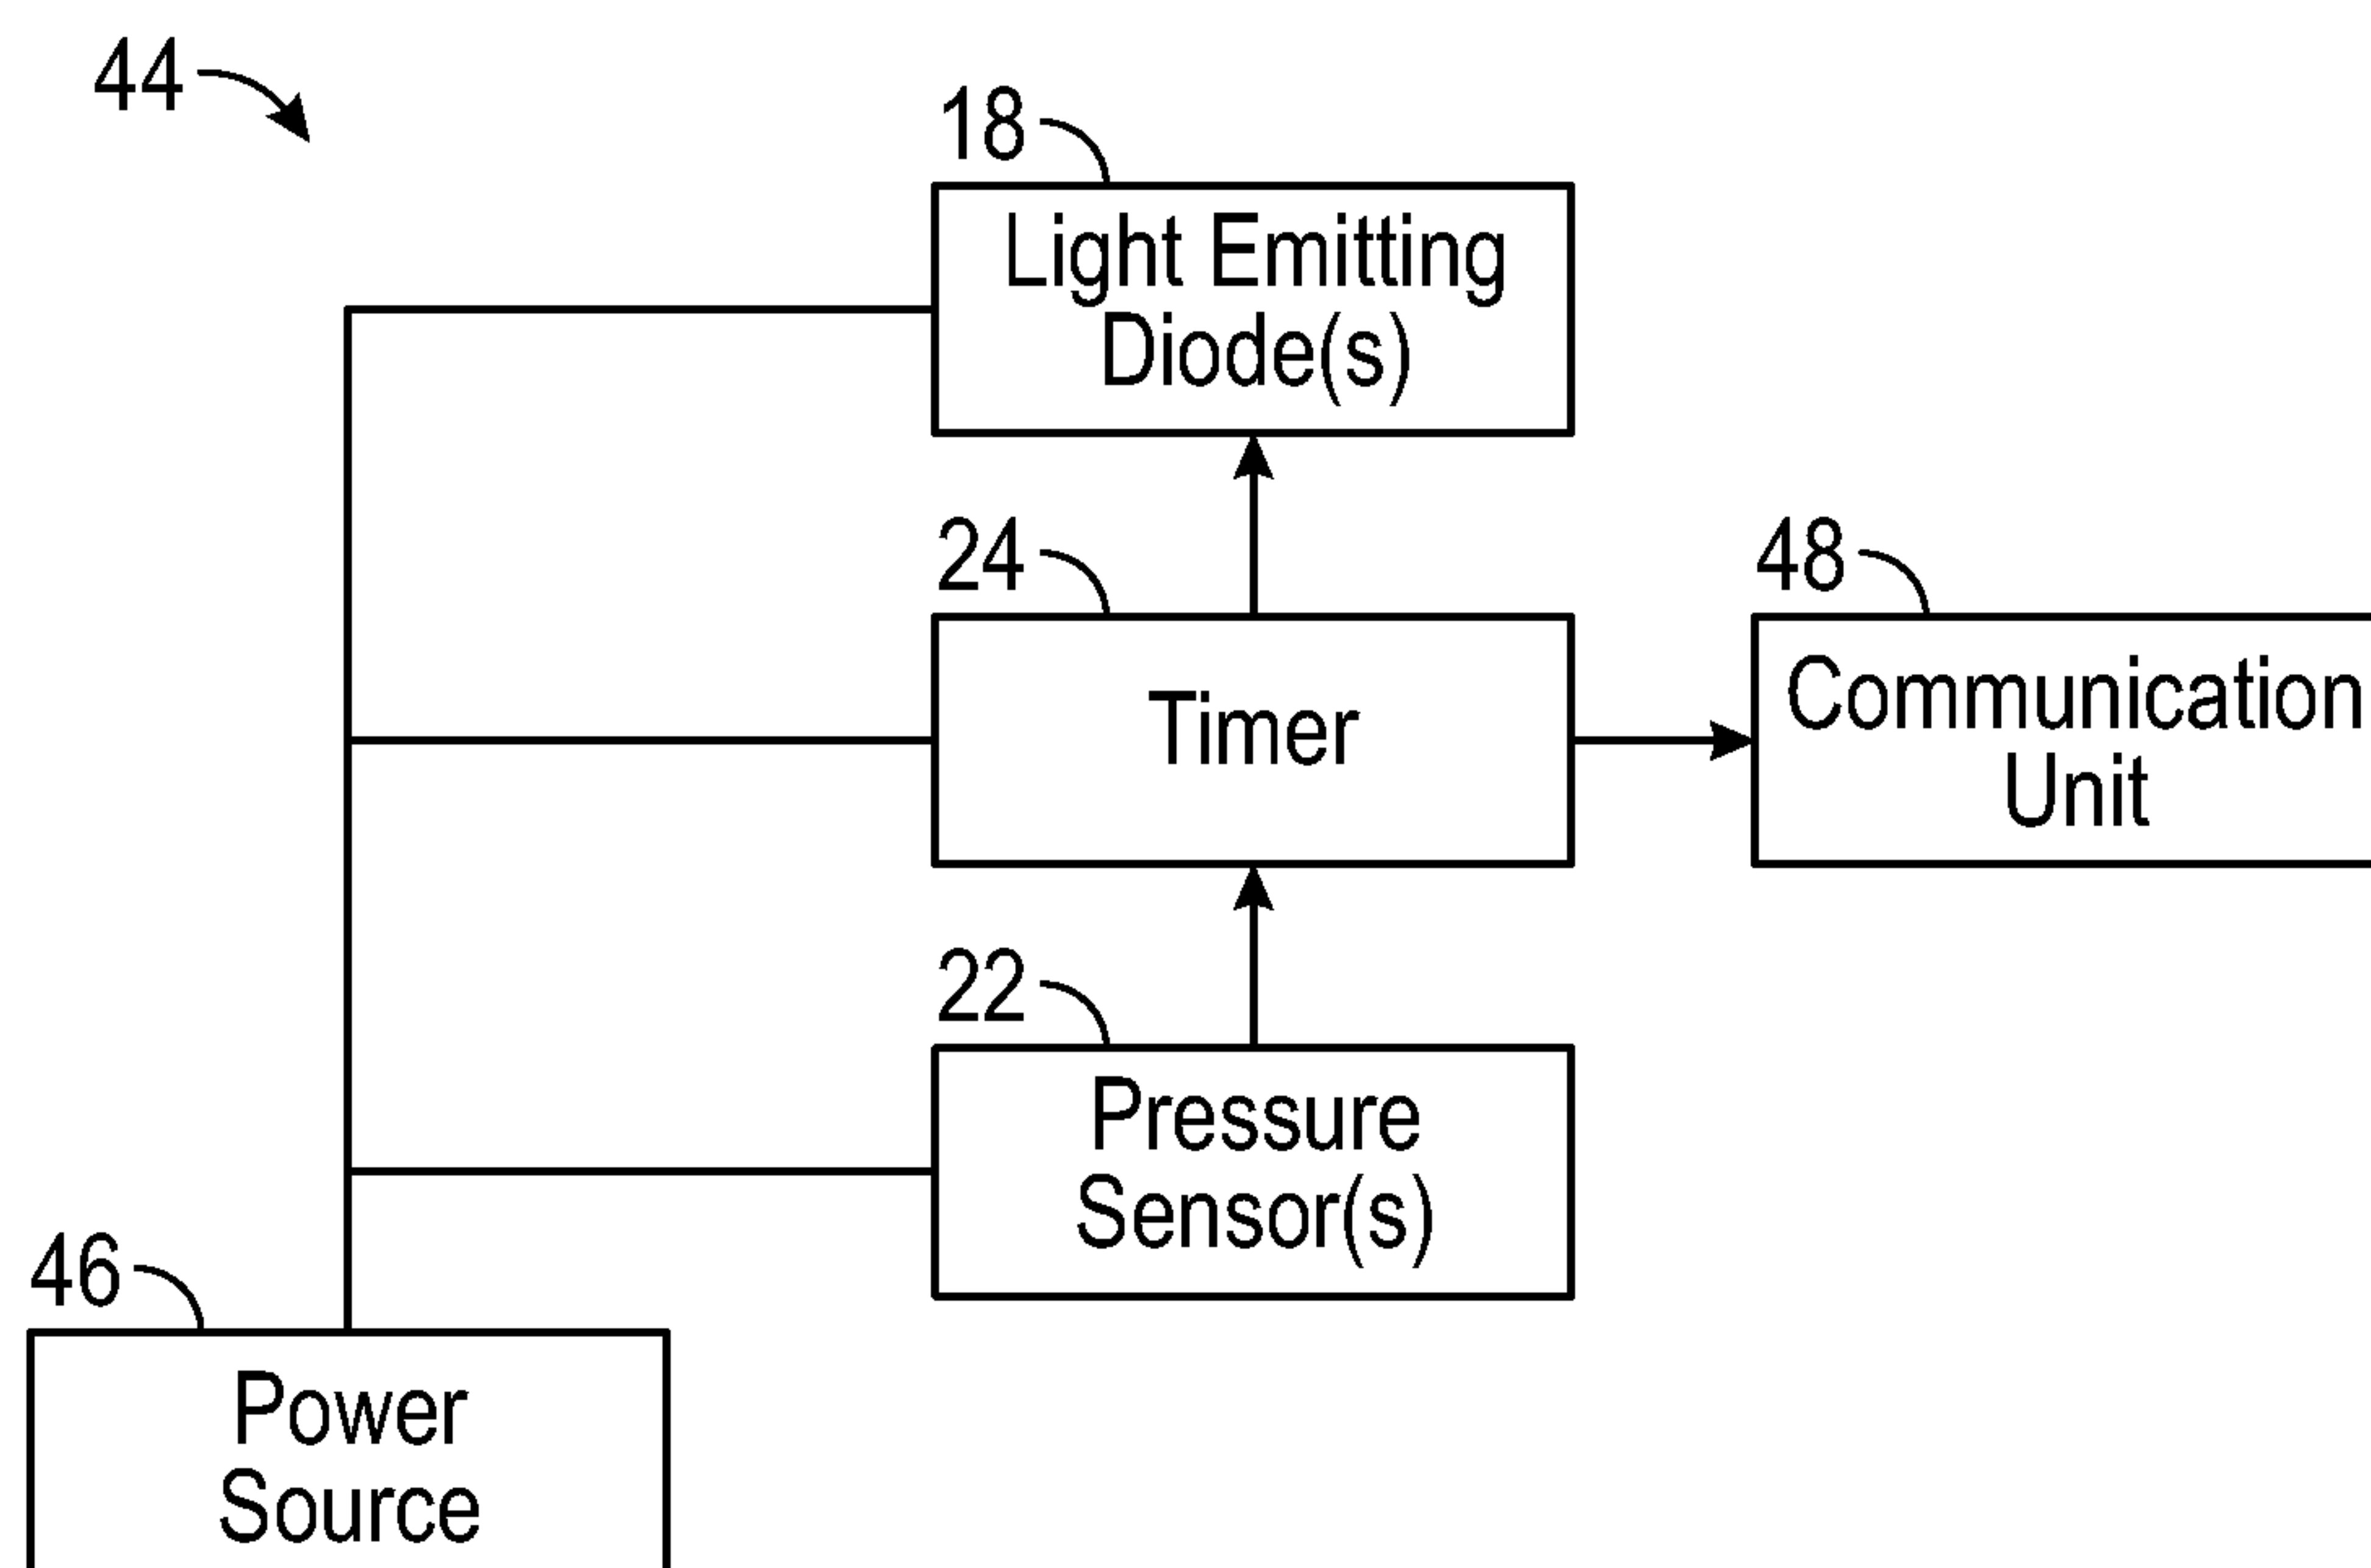 44
18
Light Emitting
Diode(s)
24
Timer
48
Communication
Unit
22
Pressure
Sensor(s)
46
Power
Source